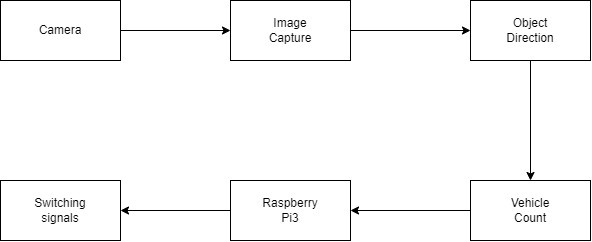 Camera
Image
Capture
Object
Direction
Switching
signals
Raspberry
Pi3
Vehicle
Count